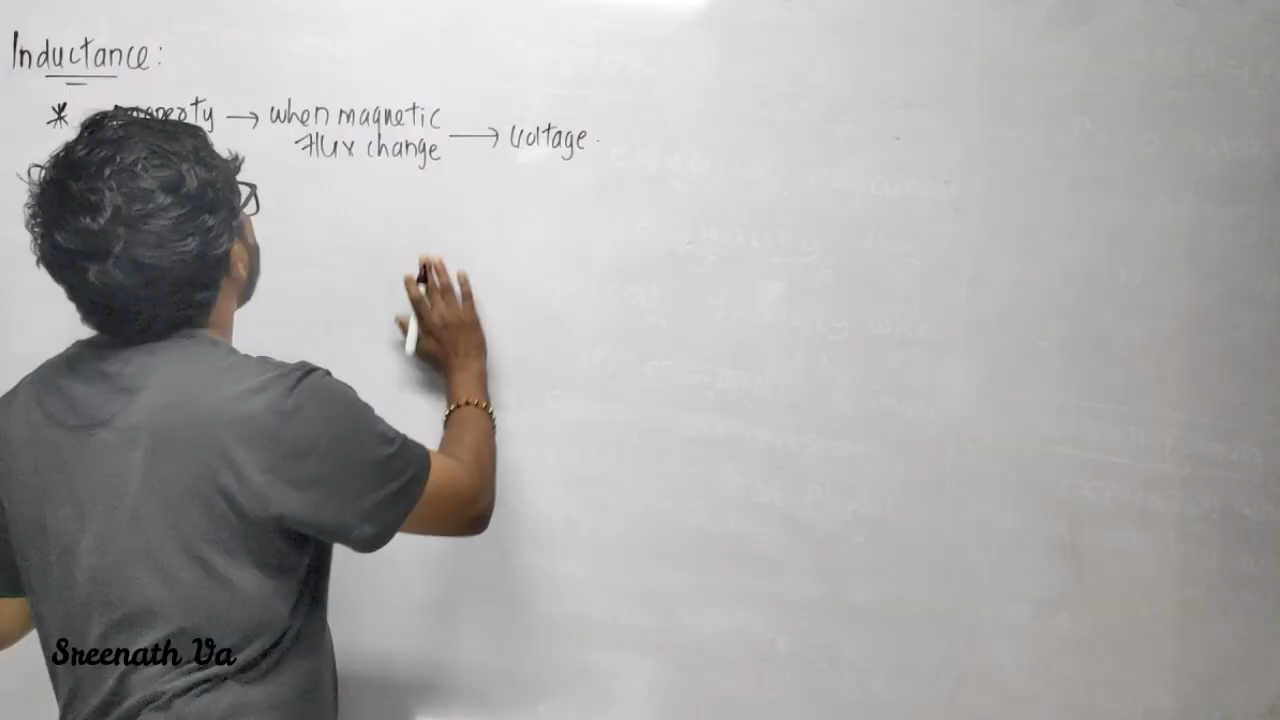 Inductance:
* property → when magnetic
flux change → voltage.
Sreenath Va